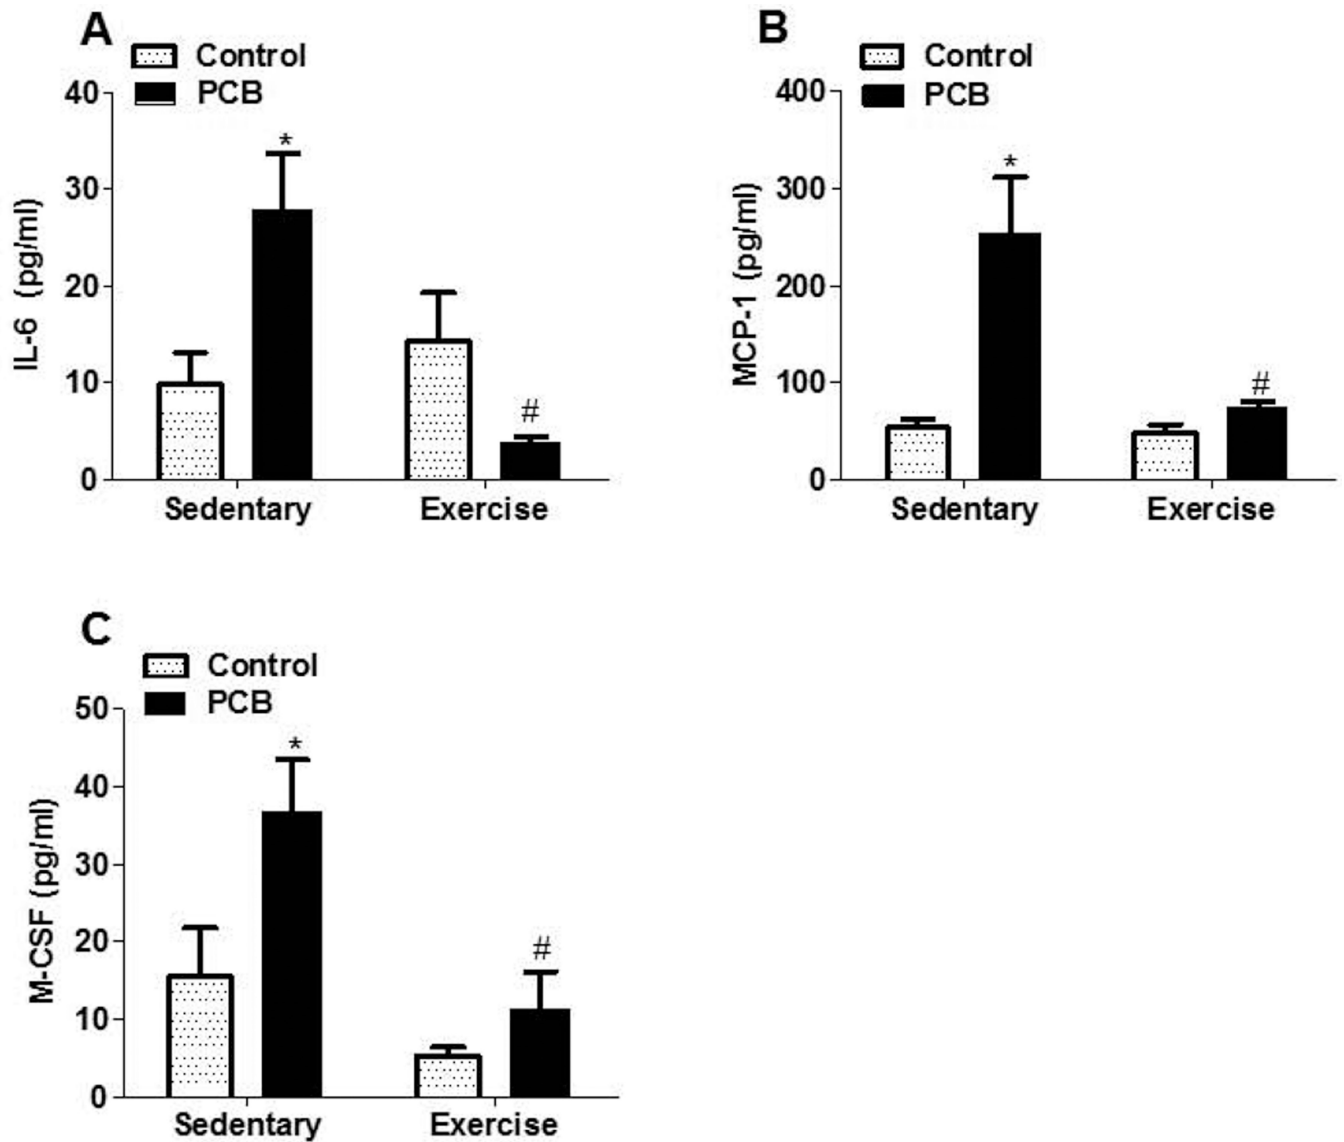 A
Control
PCB
40
30
20
10
0
IL-6 (pg/ml)
*
#
Sedentary
Exercise
B
Control
PCB
400
300
200
100
0
MCP-1 (pg/ml)
*
#
Sedentary
Exercise
C
Control
PCB
50
40
30
20
10
0
M-CSF (pg/ml)
*
#
Sedentary
Exercise